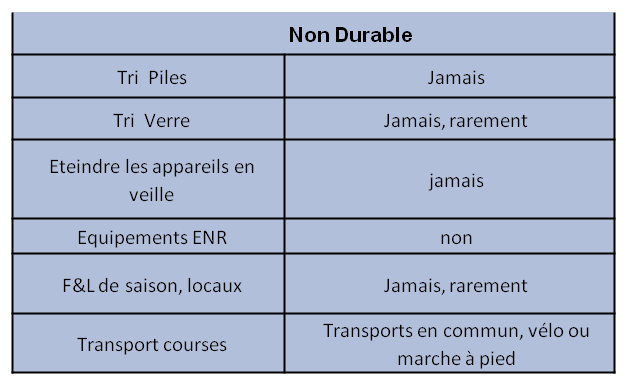 Non Durable
Tri Piles
Jamais
Tri Verre
Jamais, rarement
Eteindre les appareils en
veille
jamais
Equipements ENR
non
F&L de saison, locaux
Jamais, rarement
Transport courses
Transports en commun, vélo ou
marche à pied